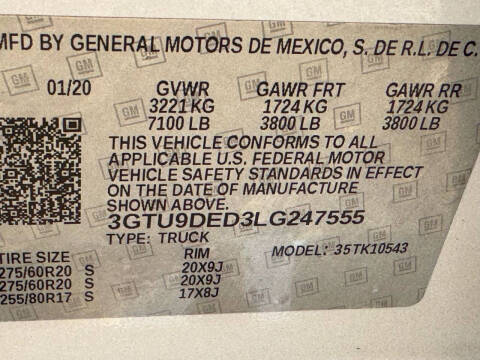 MFD BY GENERAL MOTORS DE MEXICO, S. DE R.L. DE C.
01/20 GVWR GAWR FRT GAWR RR
3221 KG 1724 KG 1724 KG
7100 LB 3800 LB 3800 LB
THIS VEHICLE CONFORMS TO ALL
APPLICABLE U.S. FEDERAL MOTOR
VEHICLE SAFETY STANDARDS IN EFFECT
ON THE DATE OF MANUFACTURE
SHOWN ABOVE.
3GTU9DED3LG247555
TYPE: TRUCK MODEL: 35TK10543
TIRE SIZE RIM
275/60R20 S 20X9J
275/60R20 S 20X9J
255/80R17 S 17X8J